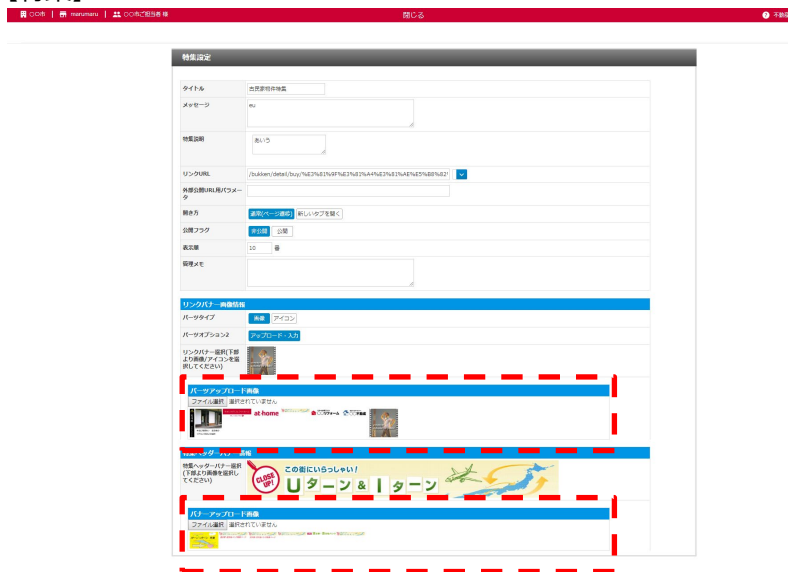 ○○市 | marumaru | ○○市ご担当者 様
閉じる
特集設定
タイトル
古民家物件特集
メッセージ
eu
特集説明
あいう
リンクURL
/bukken/detail/buy/%E3%81%9F%E3%81%A4%E3%81%AE%E5%B8%82
外部公開URL用パラメー
タ
開き方
通常(ページ遷移) 新しいタブを開く
公開フラグ
非公開 公開
表示順
10 番
管理メモ
リンクバナー画像情報
パーツタイプ
画像 アイコン
パーツオプション2
アップロード・入力
リンクバナー選択(下部
より画像/アイコンを選
択してください)
パーツアップロード画像
ファイル選択 選択されていません
at-home
○○リフォーム
○○不動産
特集ヘッダーバナー選択
(下部より画像を選択し
てください)
CLOSE UP!
この街にいらっしゃい!
Uターン&Iターン
バナーアップロード画像
ファイル選択 選択されていません